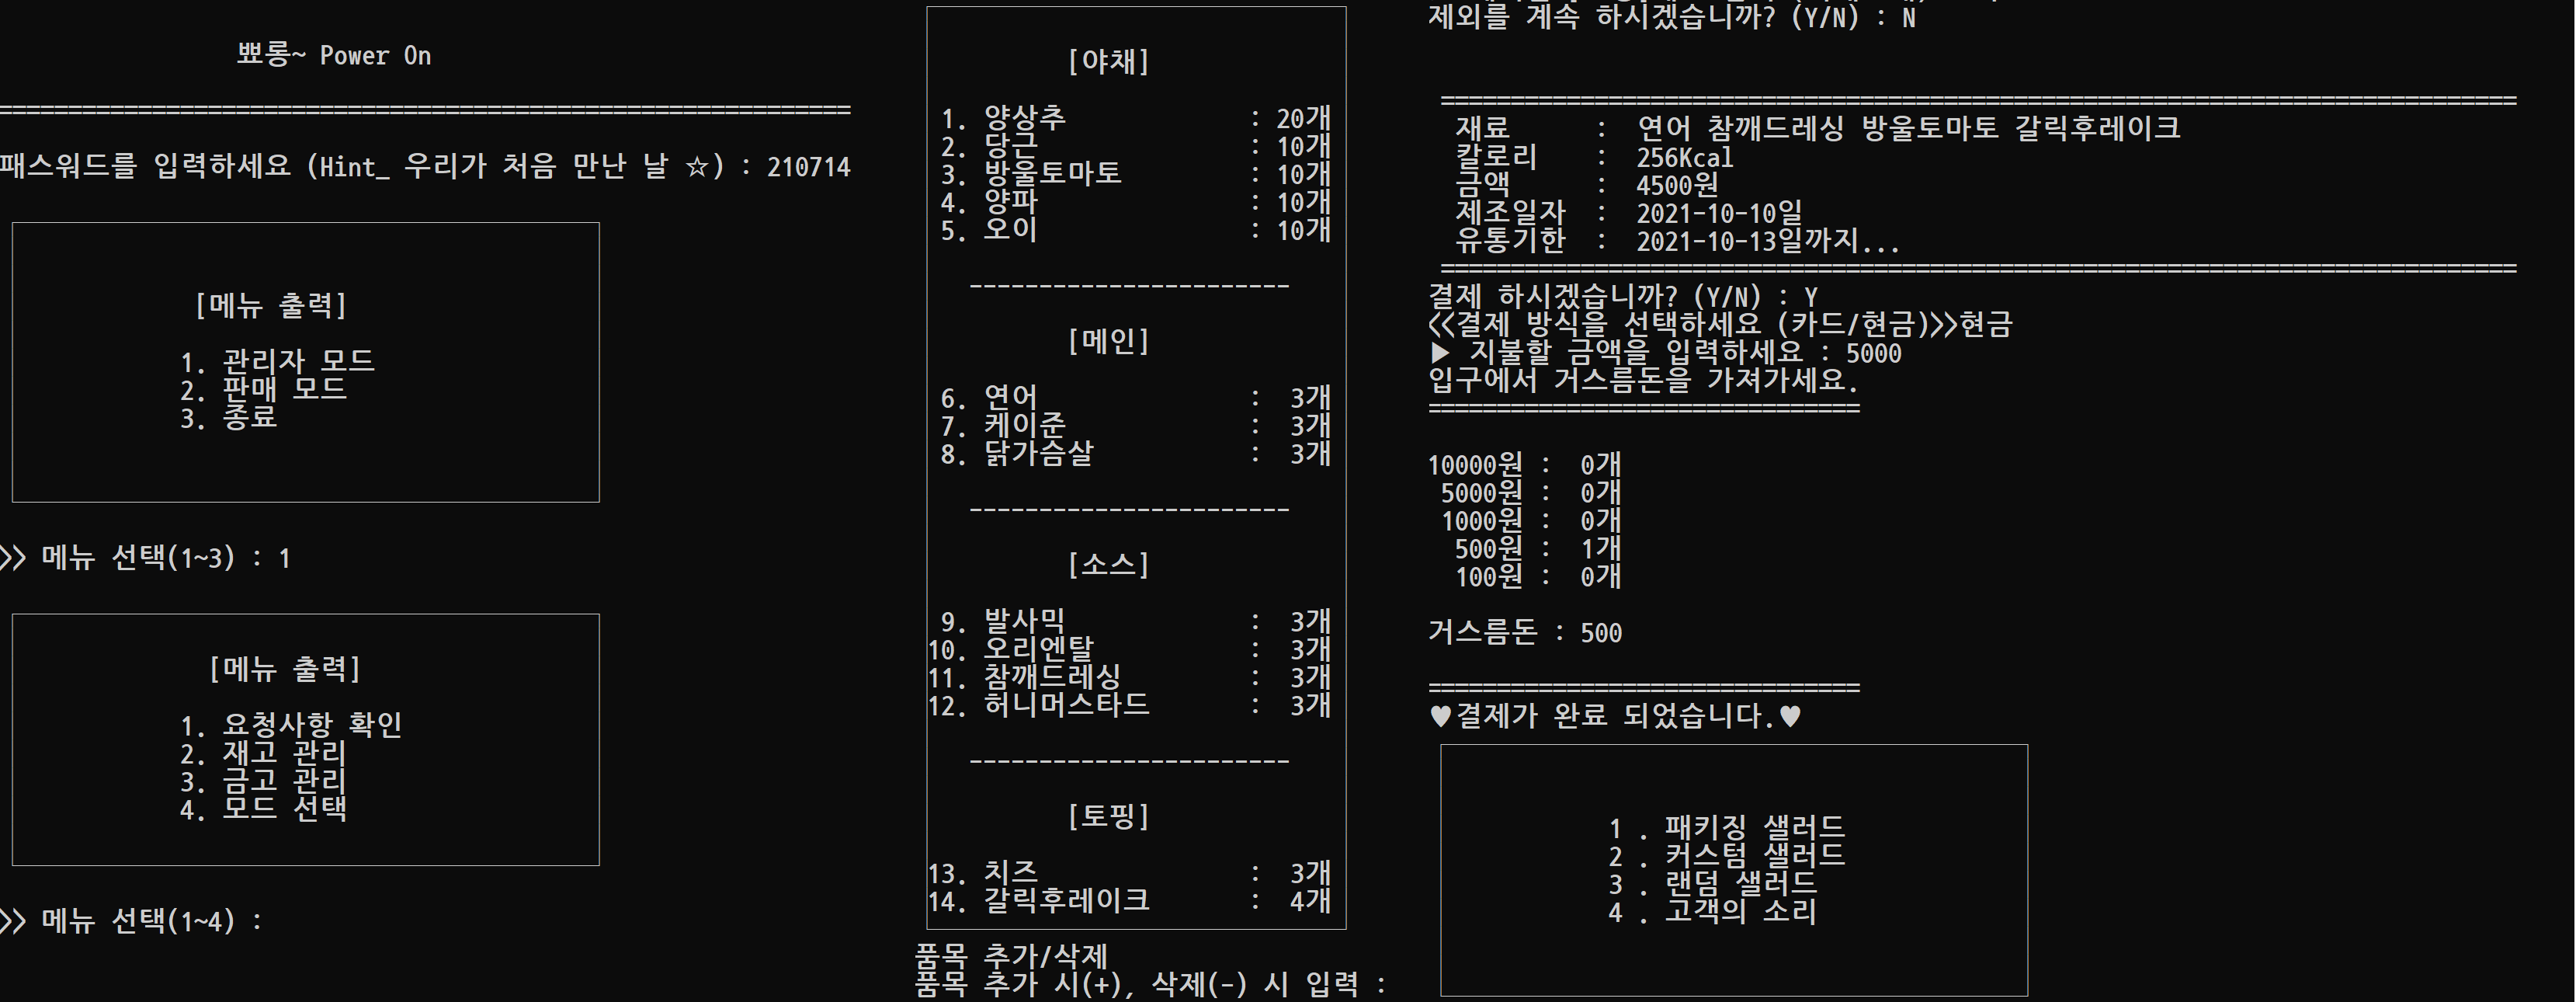 뾰롱~ Power On
=============================================================
패스워드를 입력하세요 (Hint_ 우리가 처음 만난 날 ☆) : 210714
[메뉴 출력]
1. 관리자 모드
2. 판매 모드
3. 종료
>> 메뉴 선택(1~3) : 1
[메뉴 출력]
1. 요청사항 확인
2. 재고 관리
3. 금고 관리
4. 모드 선택
>> 메뉴 선택(1~4) :
[야채]
1. 양상추 : 20개
2. 당근 : 10개
3. 방울토마토 : 10개
4. 양파 : 10개
5. 오이 : 10개
-----------------------
[메인]
6. 연어 : 3개
7. 케이준 : 3개
8. 닭가슴살 : 3개
-----------------------
[소스]
9. 발사믹 : 3개
10. 오리엔탈 : 3개
11. 참깨드레싱 : 3개
12. 허니머스타드 : 3개
-----------------------
[토핑]
13. 치즈 : 3개
14. 갈릭후레이크 : 4개
품목 추가/삭제
품목 추가 시(+), 삭제(-) 시 입력 :
제외를 계속 하시겠습니까? (Y/N) : N
=============================================================================
재료 : 연어 참깨드레싱 방울토마토 갈릭후레이크
칼로리 : 256Kcal
금액 : 4500원
제조일자 : 2021-10-10일
유통기한 : 2021-10-13일까지...
=============================================================================
결제 하시겠습니까? (Y/N) : Y
<<결제 방식을 선택하세요 (카드/현금)>>현금
▶ 지불할 금액을 입력하세요 : 5000
입구에서 거스름돈을 가져가세요.
===============================
10000원 : 0개
5000원 : 0개
1000원 : 0개
500원 : 1개
100원 : 0개
거스름돈 : 500
===============================
♥결제가 완료 되었습니다.♥
1 . 패키징 샐러드
2 . 커스텀 샐러드
3 . 랜덤 샐러드
4 . 고객의 소리